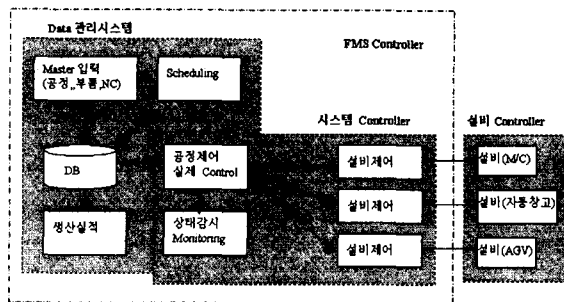 Data 관리시스템
FMS Controller
Master 입력
(공정,,부품,NC)
Scheduling
시스템 Controller
설비 Controller
DB
공정제어
실제 Control
설비제어
설비(M/C)
설비제어
설비(자동창고)
생산실적
상태감시
Monitoring
설비제어
설비(AGV)